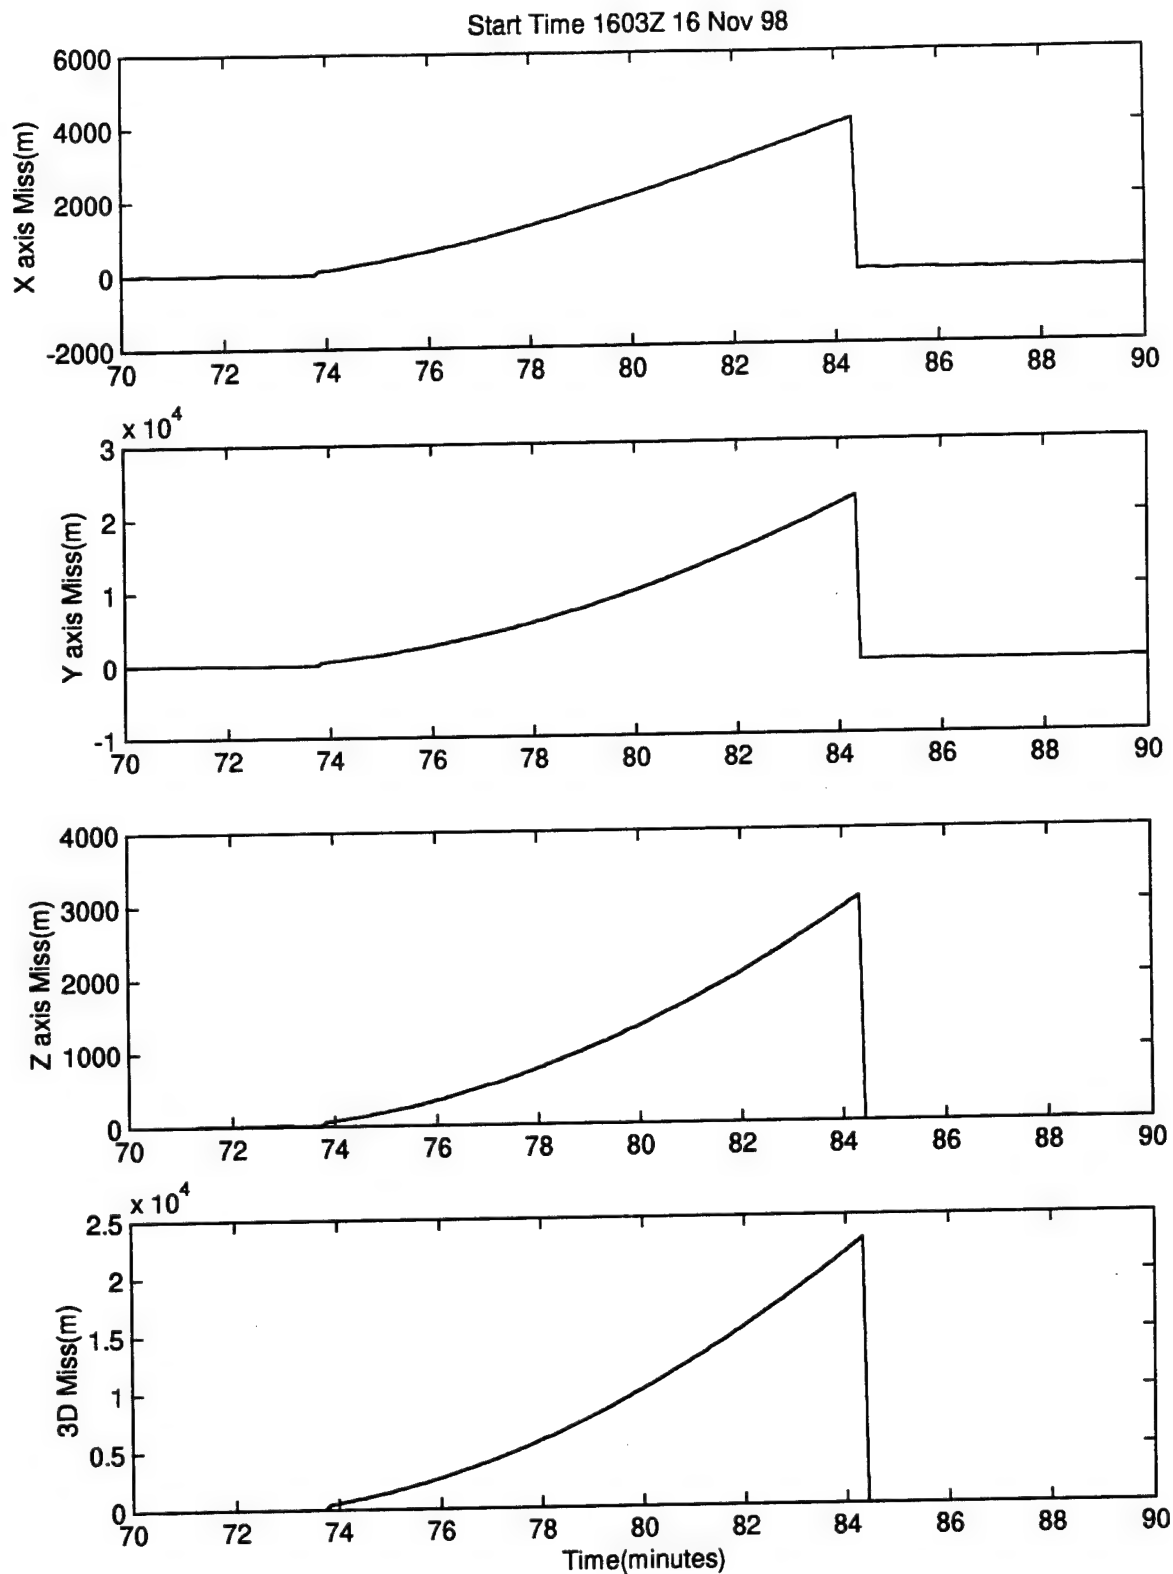 Start Time 1603Z 16 Nov 98
6000
4000
2000
0
-2000
X axis Miss(m)
70 72 74 76 78 80 82 84 86 88 90
x 10^4
3
2
1
0
-1
Y axis Miss(m)
70 72 74 76 78 80 82 84 86 88 90
4000
3000
2000
1000
0
Z axis Miss(m)
70 72 74 76 78 80 82 84 86 88 90
x 10^4
2.5
2
1.5
1
0.5
0
3D Miss(m)
70 72 74 76 78 80 82 84 86 88 90
Time(minutes)